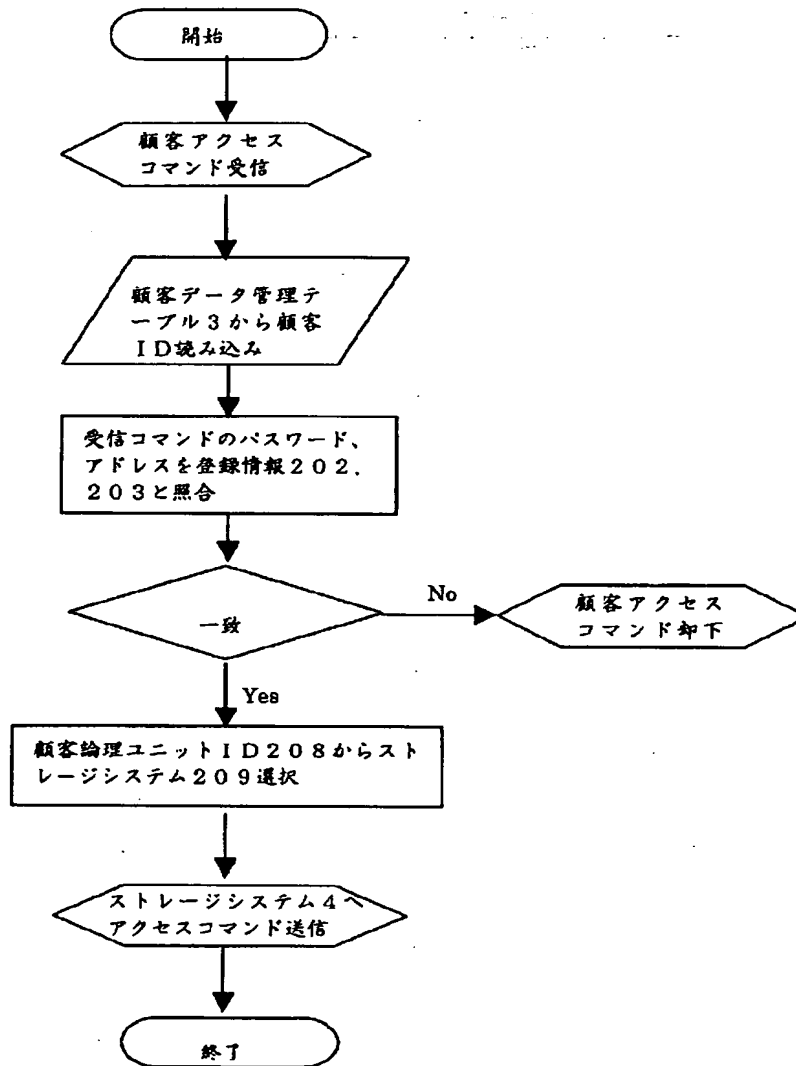 開始
顧客アクセス
コマンド受信
顧客データ管理テ
ーブル3から顧客
ID読み込み
受信コマンドのパスワード、
アドレスを登録情報202.
203と照合
一致
No
顧客アクセス
コマンド却下
Yes
顧客論理ユニットID208からスト
レージシステム209選択
ストレージシステム4へ
アクセスコマンド送信
終了